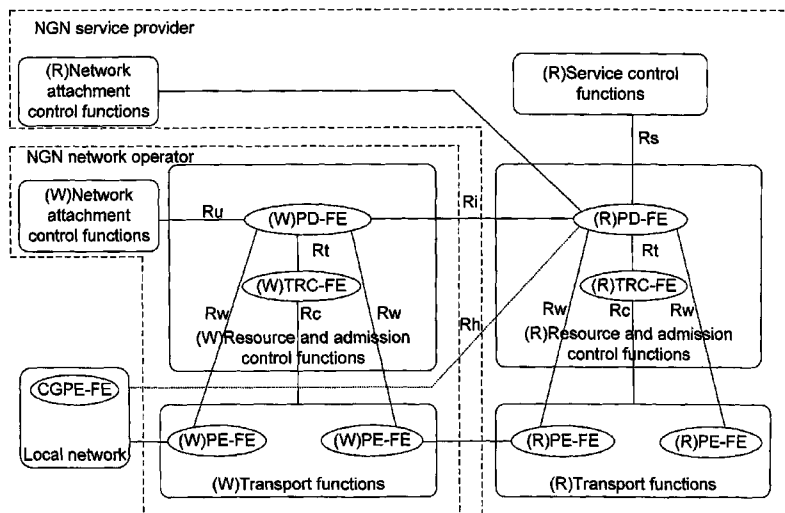 NGN service provider
(R)Network
attachment
control functions
(R)Service control
functions
Rs
NGN network operator
(W)Network
attachment
control functions
Ru
(W)PD-FE
Ri
(R)PD-FE
Rt
Rt
(W)TRC-FE
(R)TRC-FE
Rw
Rc
Rw
Rh
Rw
Rc
Rw
(W)Resource and admission
control functions
(R)Resource and admission
control functions
CGPE-FE
Local network
(W)PE-FE
(W)PE-FE
(R)PE-FE
(R)PE-FE
(W)Transport functions
(R)Transport functions